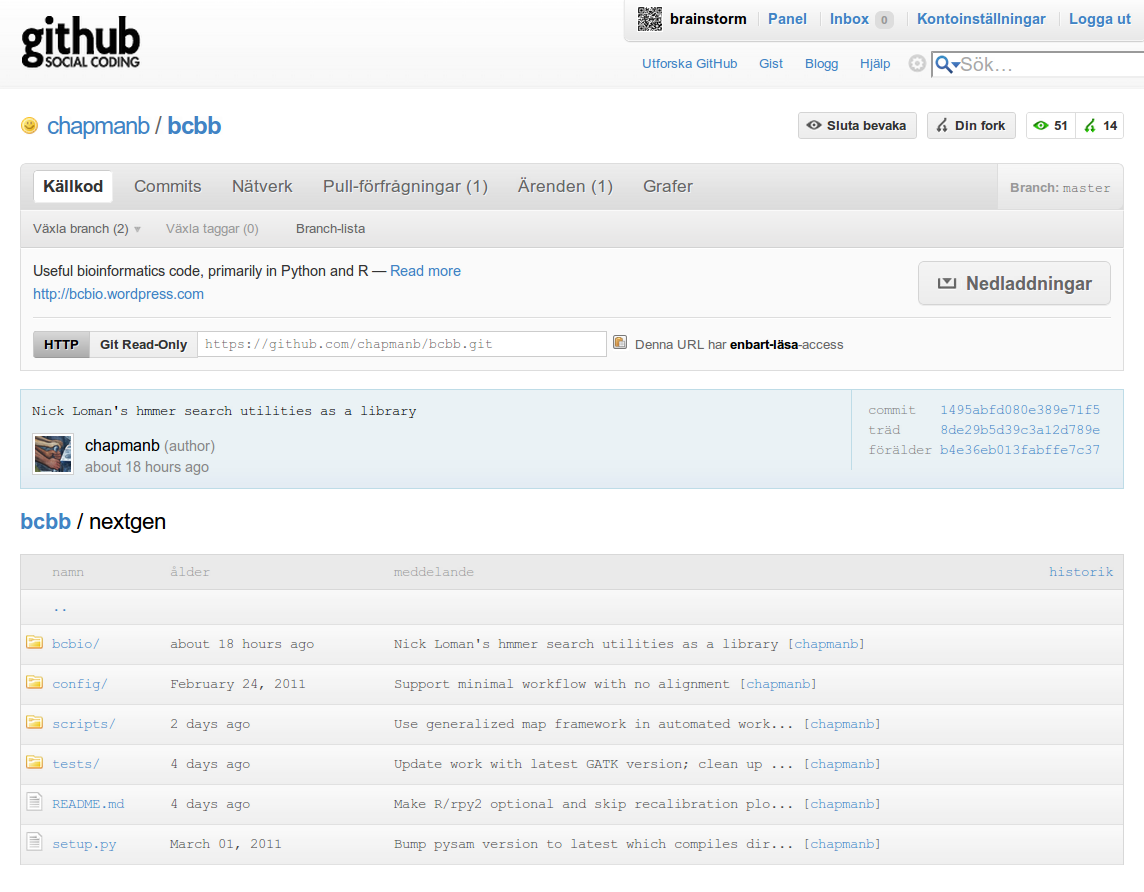 github
SOCIAL CODING
brainstorm Panel Inbox 0 Kontoinställningar Logga ut
Utforska GitHub Gist Blogg Hjälp Sök...
chapmanb / bcbb Sluta bevaka Din fork 51 14
Källkod Commits Nätverk Pull-förfrågningar (1) Ärenden (1) Grafer Branch: master
Växla branch (2) Växla taggar (0) Branch-lista
Useful bioinformatics code, primarily in Python and R — Read more
http://bcbio.wordpress.com
Nedladdningar
HTTP Git Read-Only https://github.com/chapmanb/bcbb.git Denna URL har enbart-läsa-access
Nick Loman's hmmer search utilities as a library
chapmanb (author)
about 18 hours ago
commit 1495abfd080e389e71f5
träd 8de29b5d39c3a12d789e
förälder b4e36eb013fabffe7c37
bcbb / nextgen
namn ålder meddelande historik
..
bcbio/ about 18 hours ago Nick Loman's hmmer search utilities as a library [chapmanb]
config/ February 24, 2011 Support minimal workflow with no alignment [chapmanb]
scripts/ 2 days ago Use generalized map framework in automated work... [chapmanb]
tests/ 4 days ago Update work with latest GATK version; clean up ... [chapmanb]
README.md 4 days ago Make R/rpy2 optional and skip recalibration plo... [chapmanb]
setup.py March 01, 2011 Bump pysam version to latest which compiles dir... [chapmanb]